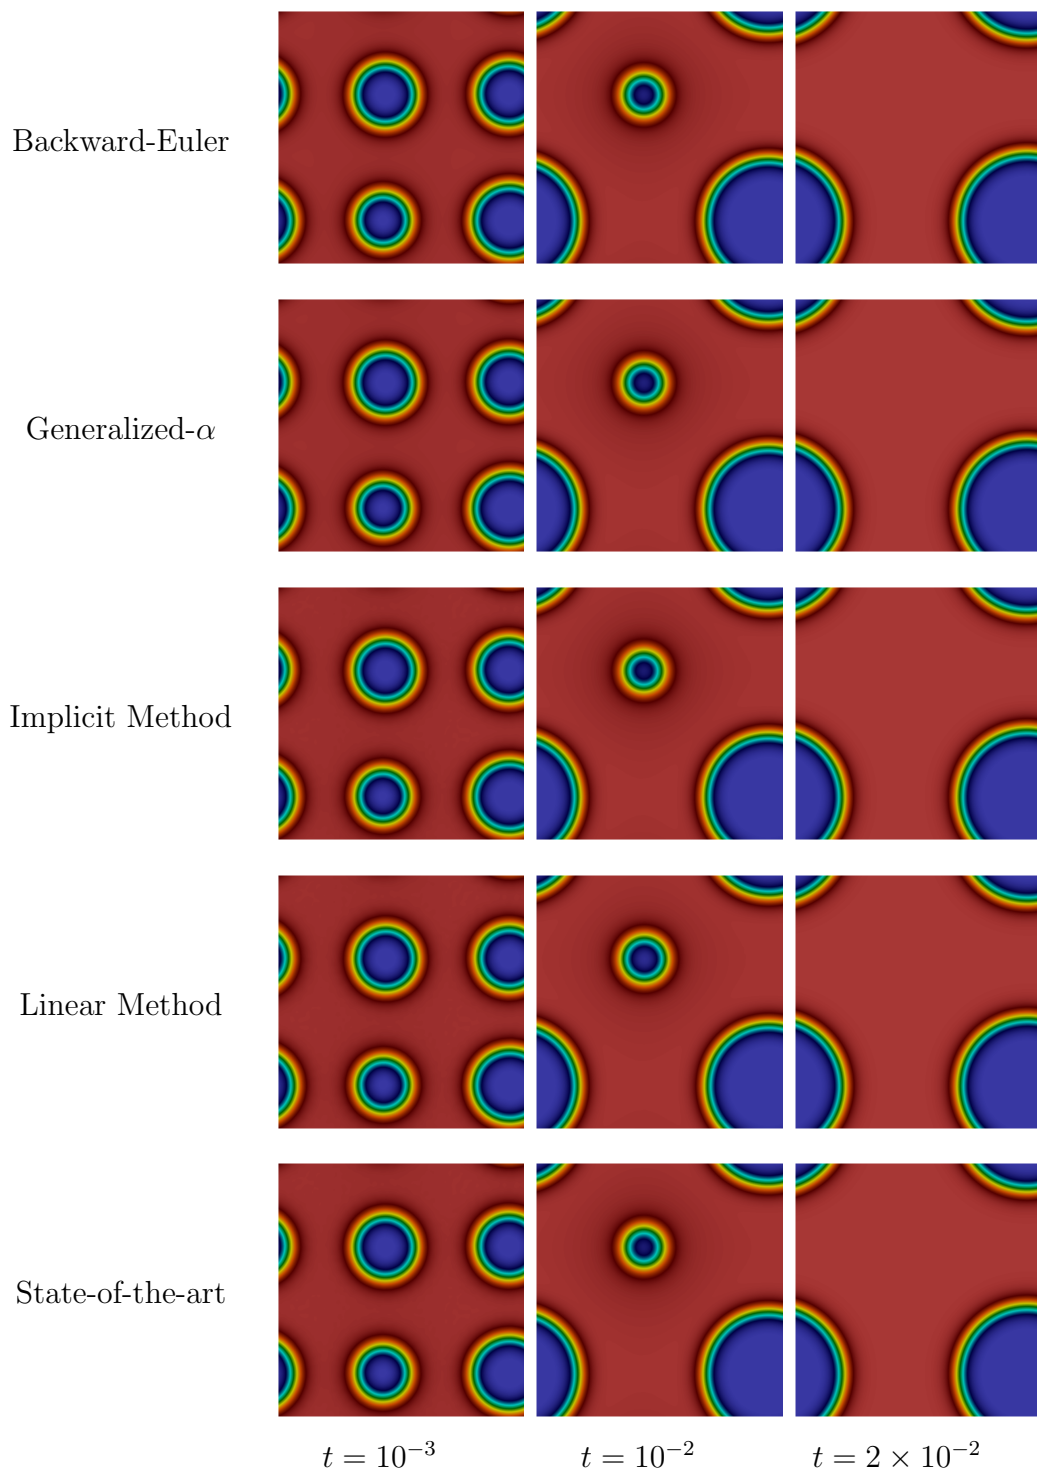 Backward-Euler
Generalized-α
Implicit Method
Linear Method
State-of-the-art
t = 10⁻³
t = 10⁻²
t = 2 × 10⁻²